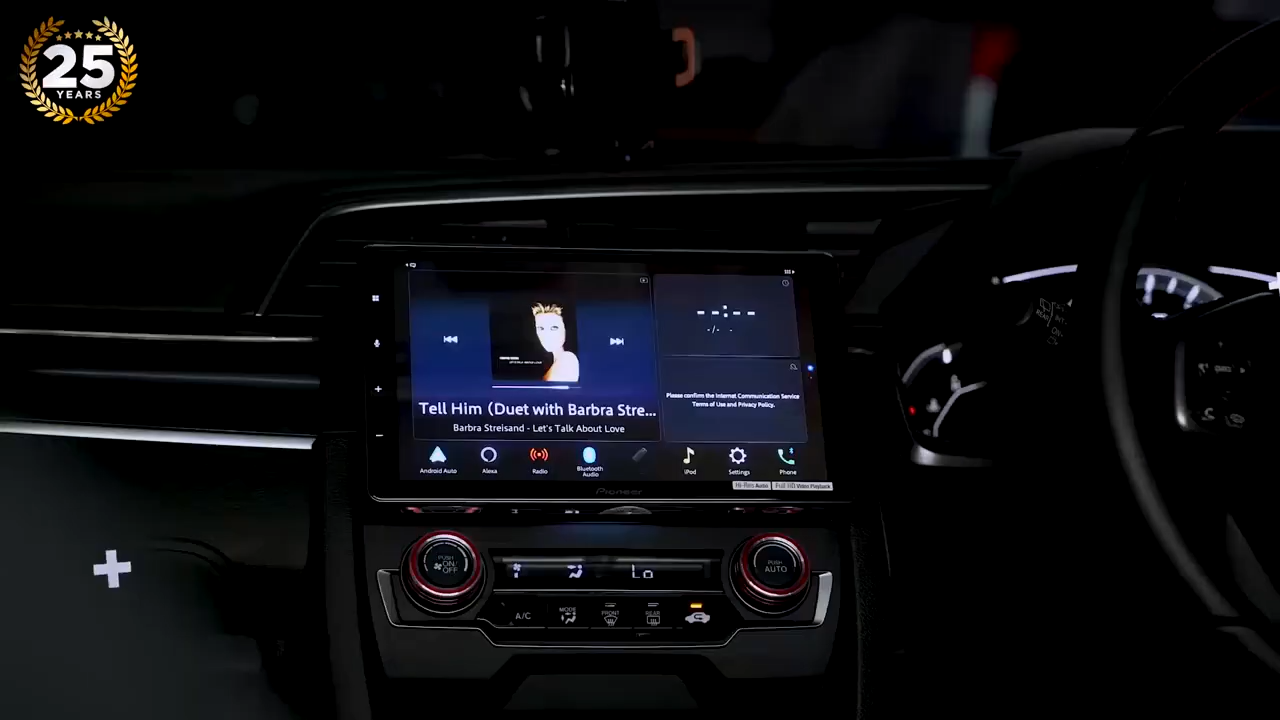 25
YEARS
Tell Him (Duet with Barbra Stre...
Barbra Streisand - Let's Talk About Love
Please confirm the Internal Communication Service
Terms of Use and Privacy Policy.
Android Auto
Alexa
Radio
Bluetooth
Audio
iPod
Settings
Phone
Pioneer
Hi-Res Audio
Full HD Video Playback
PUSH
ON/
OFF
Lo
PUSH
AUTO
A/C
MODE
FRONT
REAR